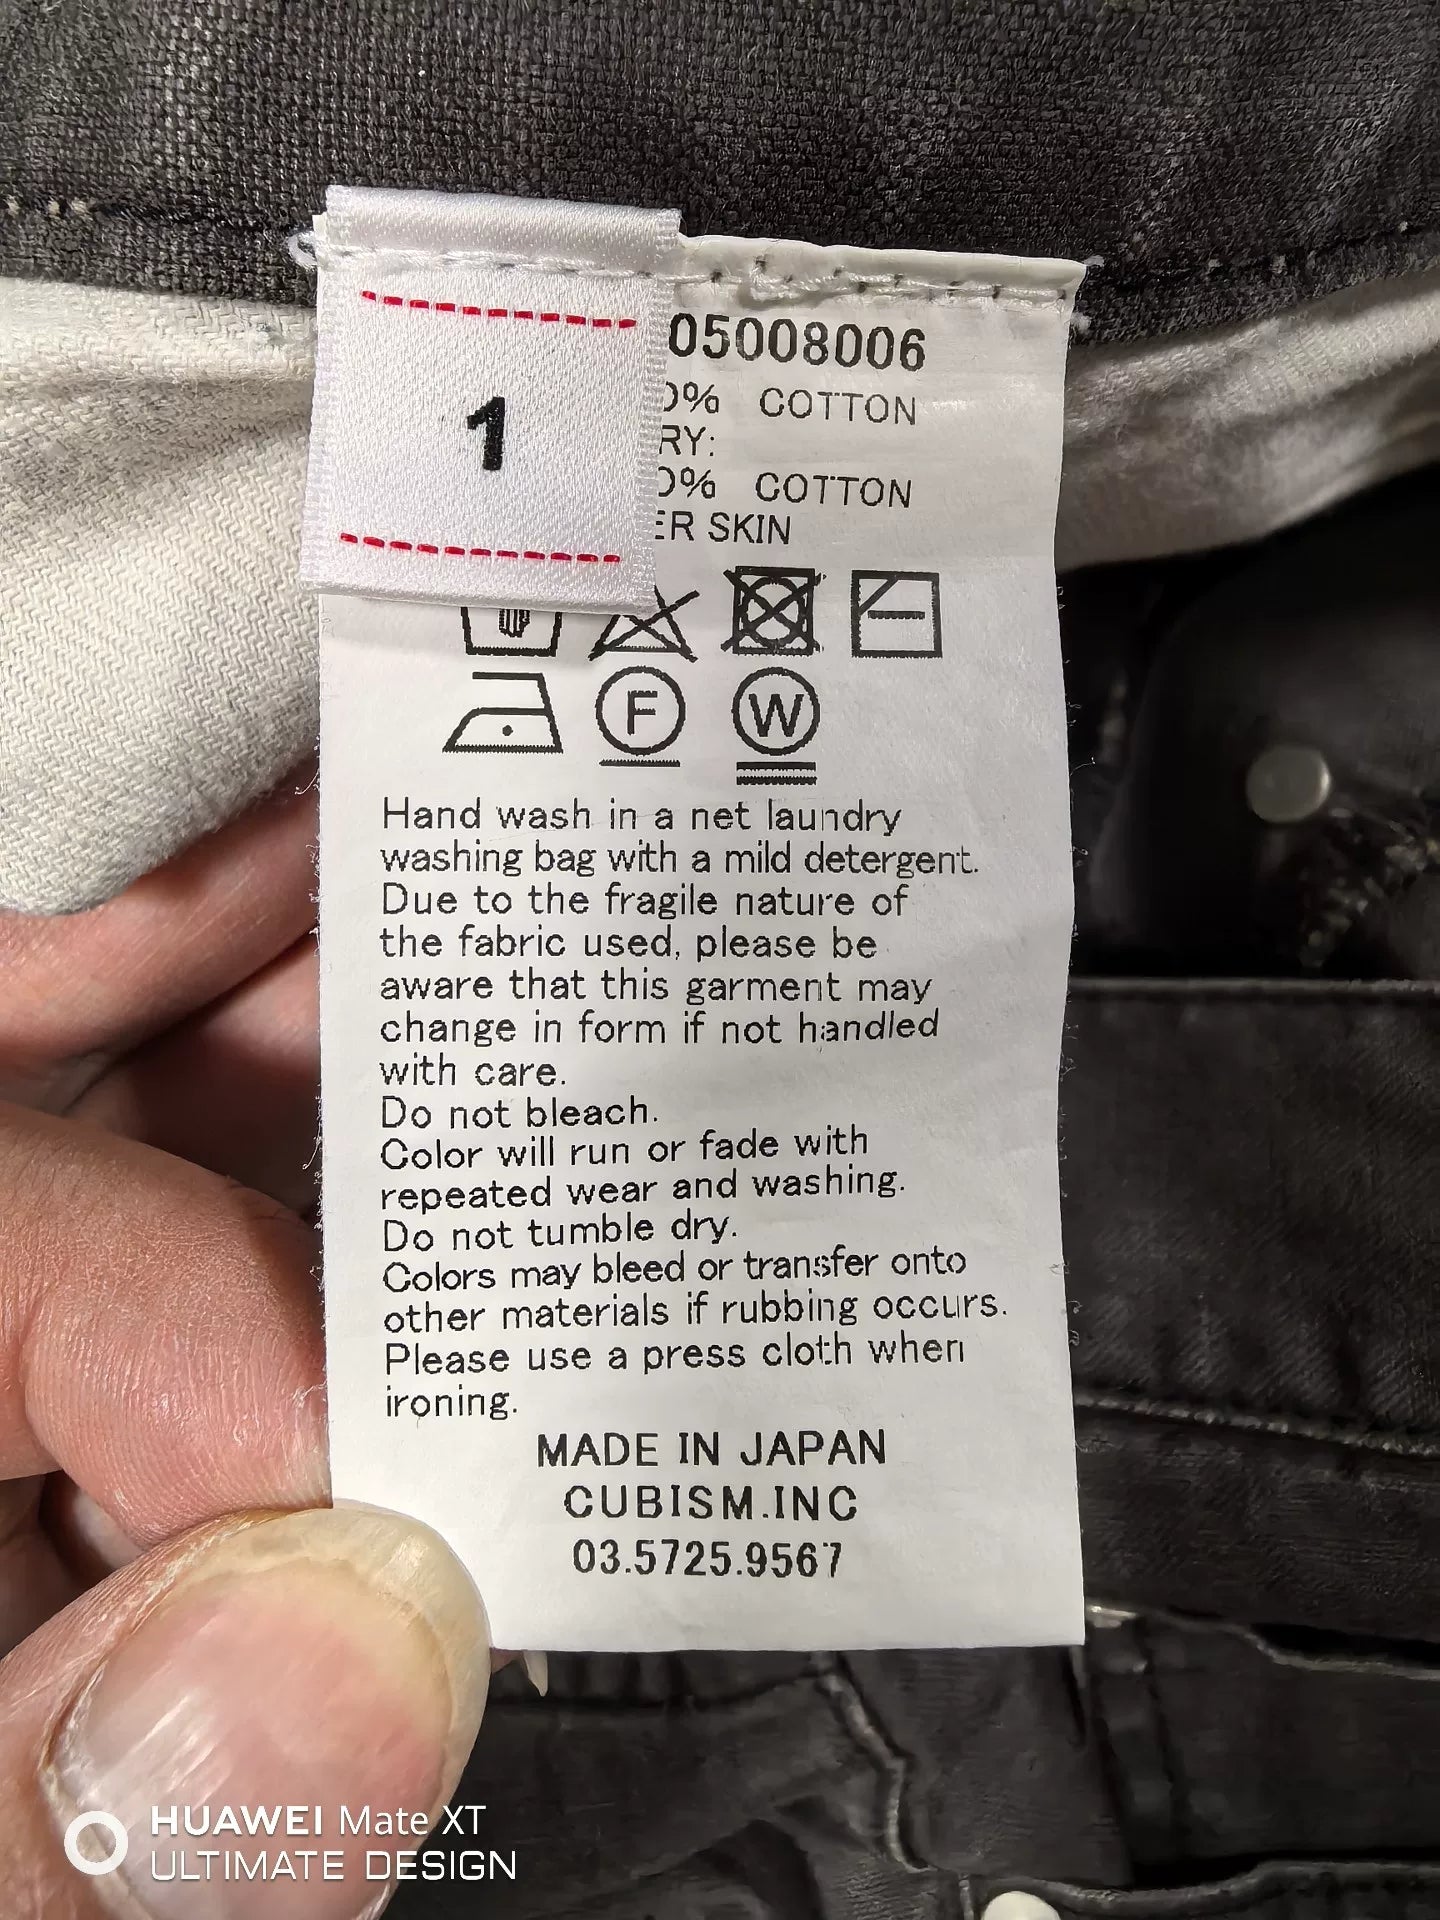 1
05008006
0% COTTON
RY:
0% COTTON
ER SKIN
F W
Hand wash in a net laundry
washing bag with a mild detergent.
Due to the fragile nature of
the fabric used, please be
aware that this garment may
change in form if not handled
with care.
Do not bleach.
Color will run or fade with
repeated wear and washing.
Do not tumble dry.
Colors may bleed or transfer onto
other materials if rubbing occurs.
Please use a press cloth when
ironing.
MADE IN JAPAN
CUBISM.INC
03.5725.9567
HUAWEI Mate XT
ULTIMATE DESIGN